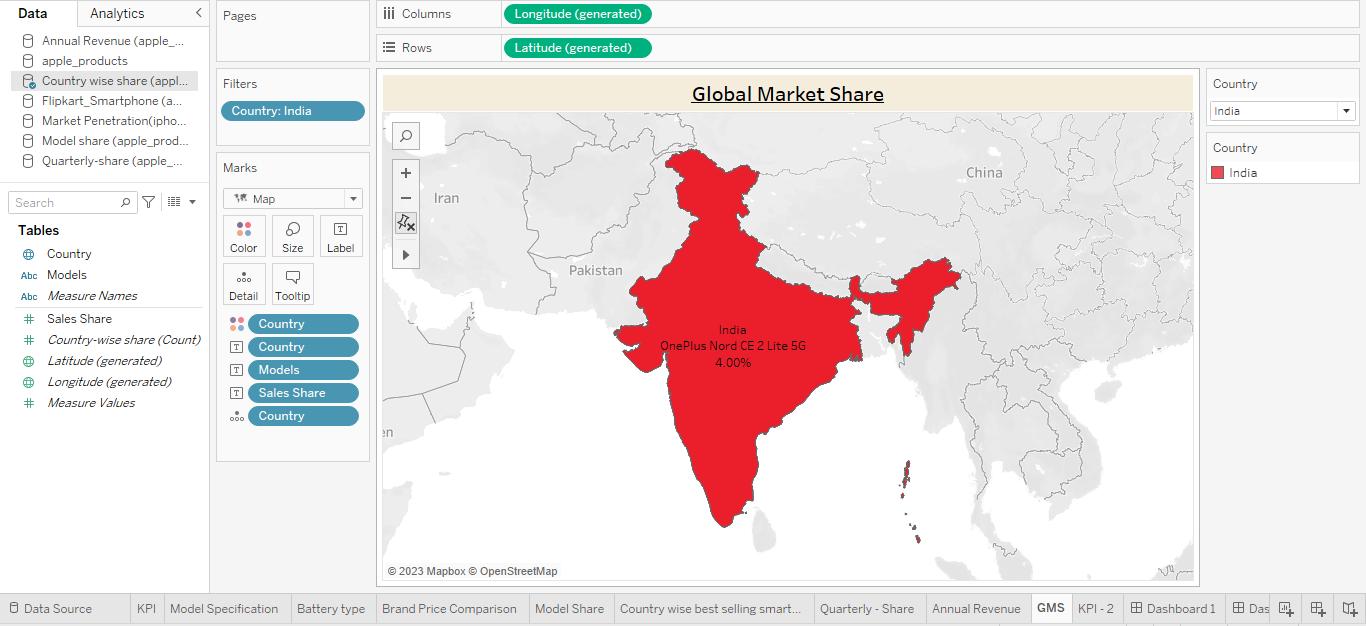 Data
Analytics
Annual Revenue (apple_...
apple_products
Country wise share (appl...
Flipkart_Smartphone (a...
Market Penetration(ipho...
Model share (apple_prod...
Quarterly-share (apple_...
Search
Tables
Country
Abc Models
Abc Measure Names
Sales Share
Country-wise share (Count)
Latitude (generated)
Longitude (generated)
Measure Values
Pages
Filters
Country: India
Marks
Map
Color
Size
Label
Detail
Tooltip
Country
Country
Models
Sales Share
Country
Columns
Longitude (generated)
Rows
Latitude (generated)
Global Market Share
Iran
China
Pakistan
India
OnePlus Nord CE 2 Lite 5G
4.00%
en
© 2023 Mapbox © OpenStreetMap
Country
India
Country
India
Data Source
KPI
Model Specification
Battery type
Brand Price Comparison
Model Share
Country wise best selling smart...
Quarterly - Share
Annual Revenue
GMS
KPI - 2
Dashboard 1
Das